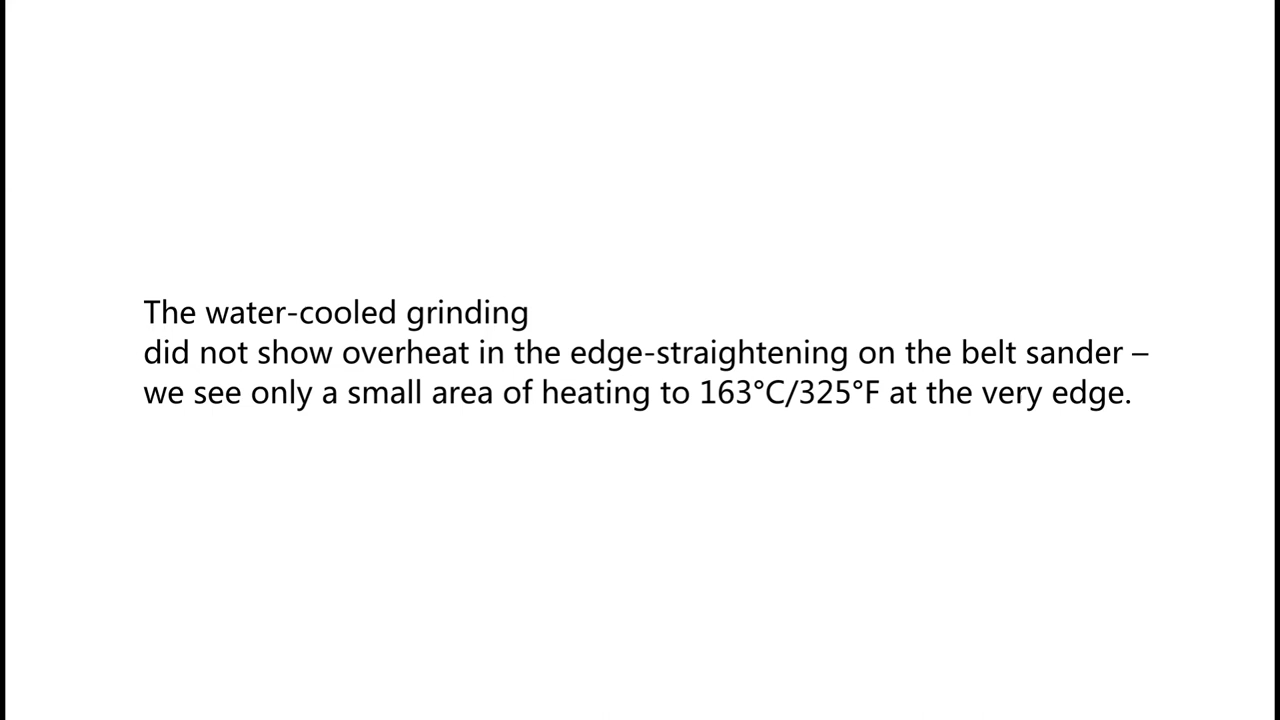 The water-cooled grinding
did not show overheat in the edge-straightening on the belt sander –
we see only a small area of heating to 163°C/325°F at the very edge.